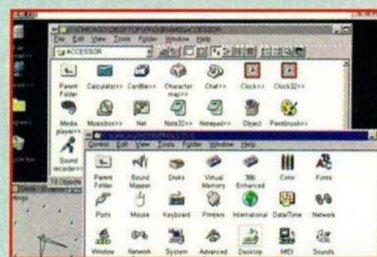 File Edit View Tools Folder Window Help
ACCESSOR
Parent Folder
Calculator>>
Cardfile>>
Character map>>
Chat>>
Clock>>
Clock32>>
Media player>>
Musicbox>>
Net
Note32>>
Notepad>>
Object
Paintbrush>>
Sound recorder>>
Control Edit View Tools Folder Window Help
Parent Folder
Sound Mapper
Disks
Virtual Memory
386 Enhanced
Color
Fonts
Ports
Mouse
Keyboard
Printers
International
Date/Time
Network
Window
Network
System
Advanced
Desktop
MIDI
Sounds